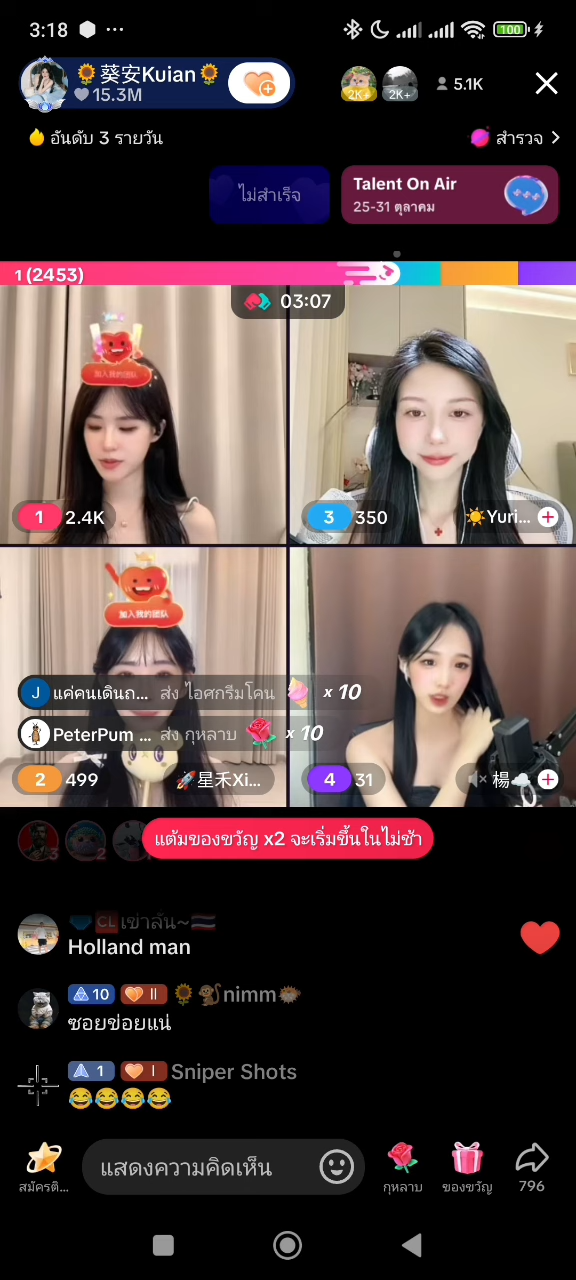 3:18
100
🌻葵安Kuian🌻
15.3M
2K+
2K+
5.1K
อันดับ 3 รายวัน
สำรวจ
ไม่สำเร็จ
Talent On Air
25-31 ตุลาคม
1 (2453)
03:07
加入我的团队
1
2.4K
3
350
☀️Yuri...
加入我的团队
J
แค่คนเดินถ...
ส่ง ไอศกรีมโคน
x 10
PeterPum ...
ส่ง กุหลาบ
x 10
2
499
🚀星禾Xi...
4
31
楊☁️
3
2
แต้มของขวัญ x2 จะเริ่มขึ้นในไม่ช้า
CL เขาล้น~🇹🇭
Holland man
10
II
🌻🐒nimm🦔
ซอยข่อยแน่
1
I
Sniper Shots
😂😂😂😂
แสดงความคิดเห็น
สมัครติ...
กุหลาบ
ของขวัญ
796